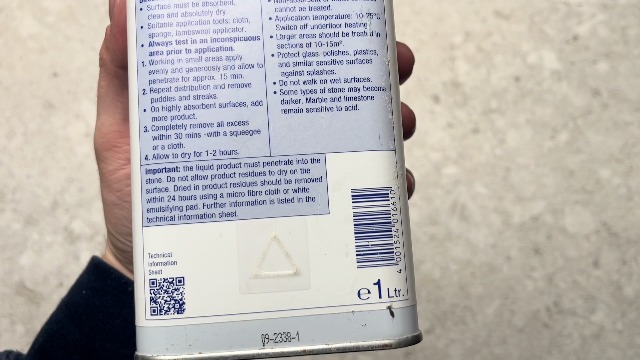 • Surface must be absorbent,
clean and absolutely dry.
• Suitable application tools: cloth,
sponge, lambswool applicator.
• Always test in an inconspicuous
area prior to application.
1. Working in small areas apply
evenly and generously and allow to
penetrate for approx. 15 min.
2. Repeat distribution and remove
puddles and streaks.
• On highly absorbent surfaces, add
more product.
3. Completely remove all excess
within 30 mins -with a squeegee
or a cloth.
4. Allow to dry for 1-2 hours.
cannot be treated.
• Application temperature: 10-25°C
Switch off underfloor heating
• Larger areas should be treated in
sections of 10-15m².
• Protect glass, polishes, plastics,
and similar sensitive surfaces
against splashes.
• Do not walk on wet surfaces.
• Some types of stone may become
darker. Marble and limestone
remain sensitive to acid.
Important: the liquid product must penetrate into the
stone. Do not allow product residues to dry on the
surface. Dried in product residues should be removed
within 24 hours using a micro fibre cloth or white
emulsifying pad. Further information is listed in the
technical information sheet.
Technical
Information
Sheet
4 001524 016610
e 1 Ltr.
09-2338-1